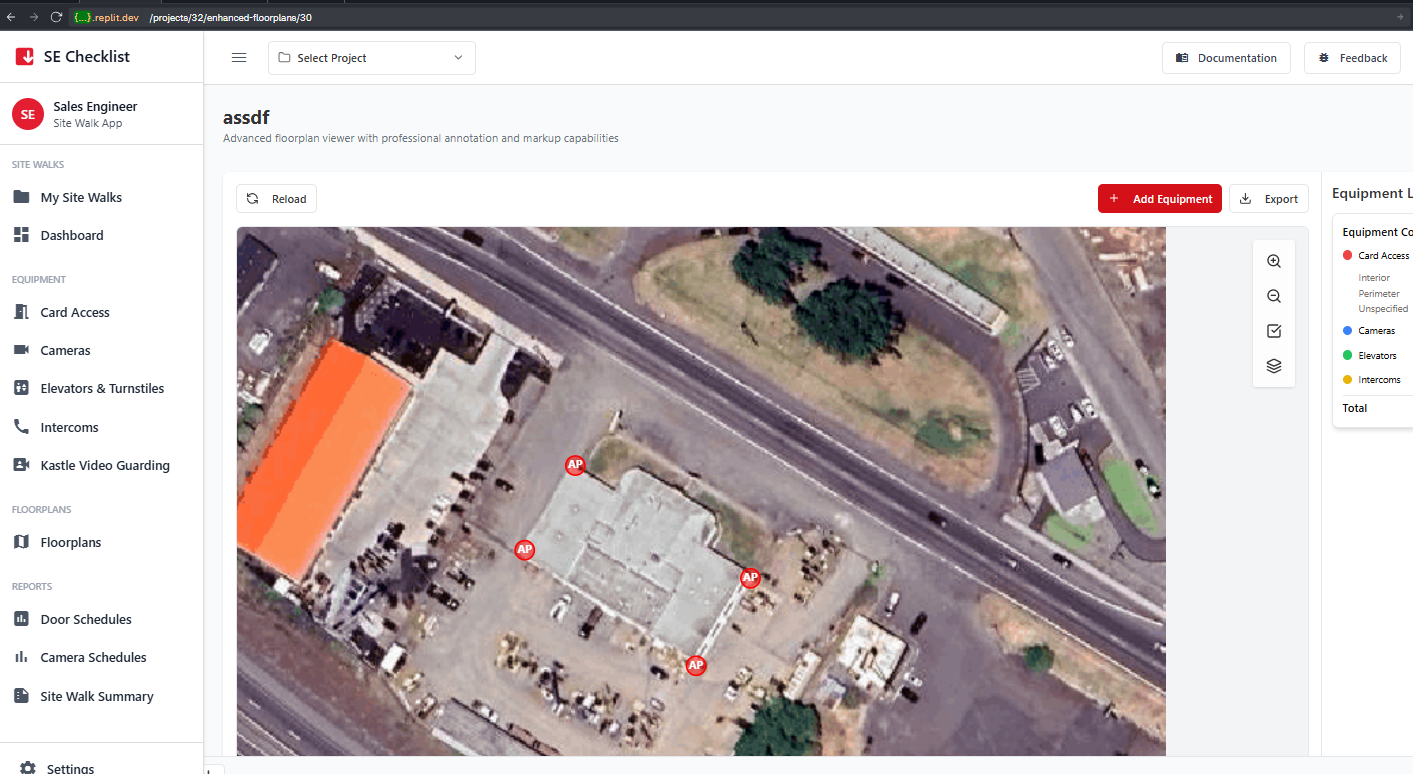 {...}.replit.dev /projects/32/enhanced-floorplans/30
SE Checklist
Select Project
Documentation
Feedback
SE
Sales Engineer
Site Walk App
SITE WALKS
My Site Walks
Dashboard
EQUIPMENT
Card Access
Cameras
Elevators & Turnstiles
Intercoms
Kastle Video Guarding
FLOORPLANS
Floorplans
REPORTS
Door Schedules
Camera Schedules
Site Walk Summary
Settings
assdf
Advanced floorplan viewer with professional annotation and markup capabilities
Reload
Add Equipment
Export
AP
AP
AP
AP
Equipment L
Equipment Co
Card Access
Interior
Perimeter
Unspecified
Cameras
Elevators
Intercoms
Total